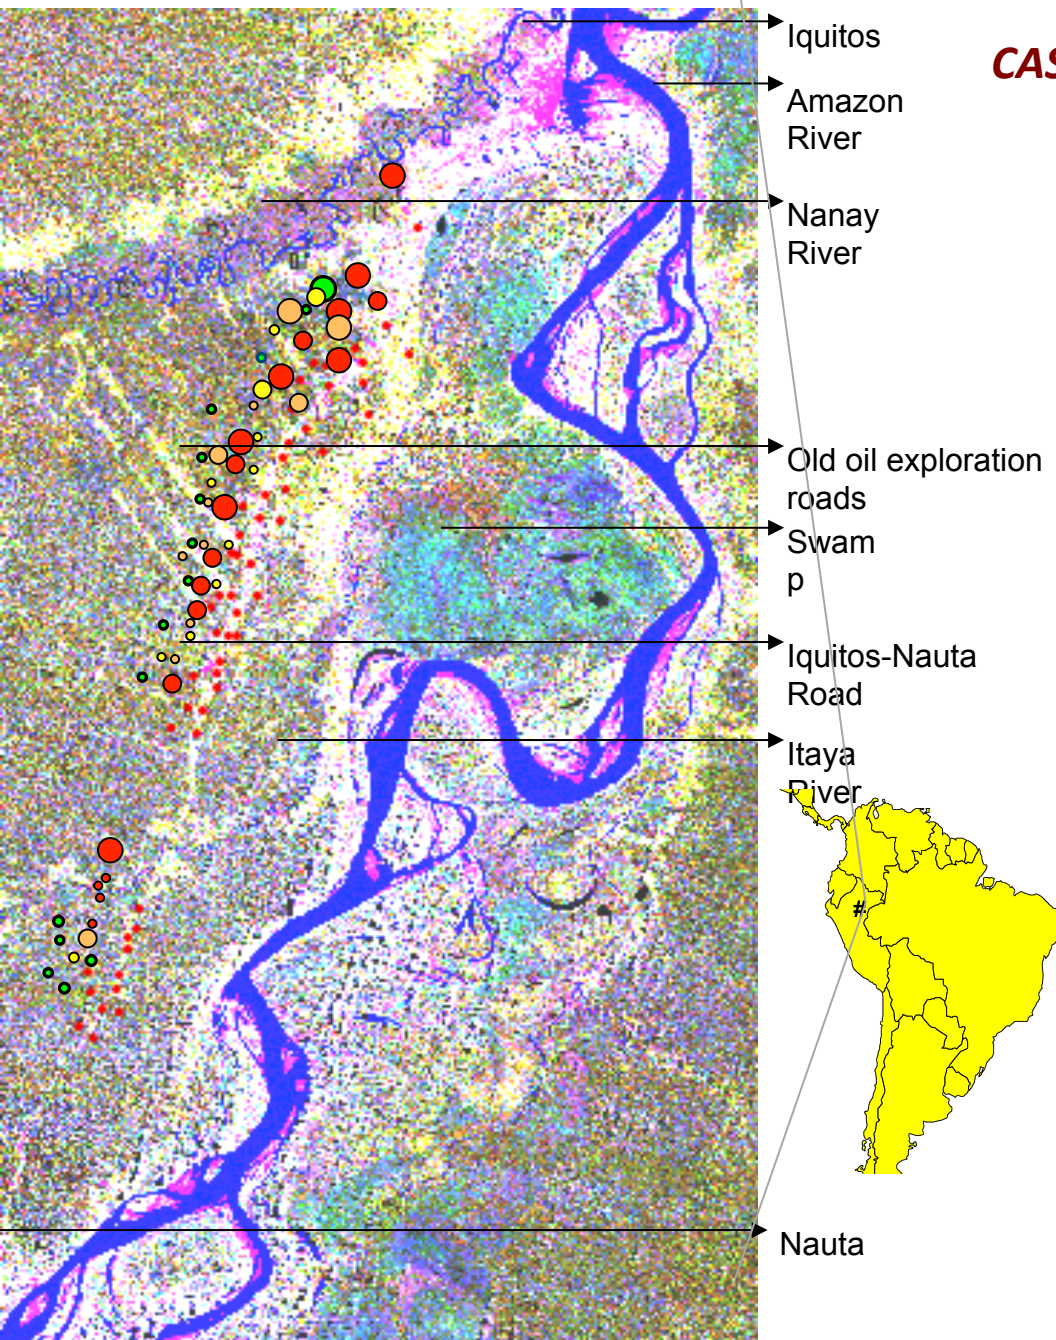 Iquitos
CAS
Amazon
River
Nanay
River
Old oil exploration
roads
Swam
p
Iquitos-Nauta
Road
Itaya
River
#
Nauta